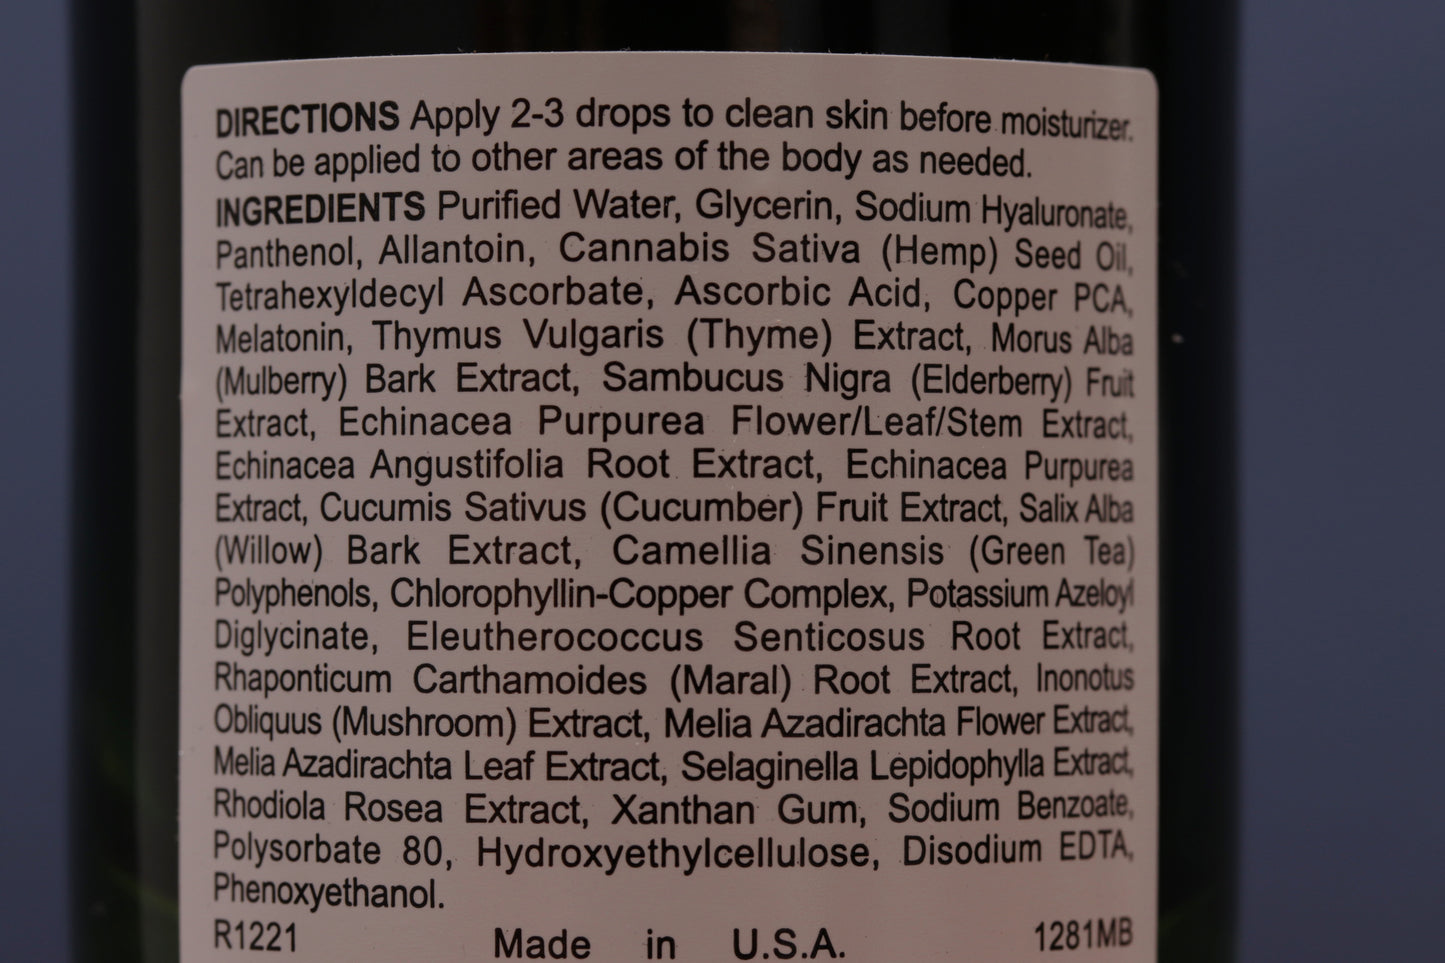 DIRECTIONS Apply 2-3 drops to clean skin before moisturizer.
Can be applied to other areas of the body as needed.
INGREDIENTS Purified Water, Glycerin, Sodium Hyaluronate,
Panthenol, Allantoin, Cannabis Sativa (Hemp) Seed Oil,
Tetrahexyldecyl Ascorbate, Ascorbic Acid, Copper PCA,
Melatonin, Thymus Vulgaris (Thyme) Extract, Morus Alba
(Mulberry) Bark Extract, Sambucus Nigra (Elderberry) Fruit
Extract, Echinacea Purpurea Flower/Leaf/Stem Extract,
Echinacea Angustifolia Root Extract, Echinacea Purpurea
Extract, Cucumis Sativus (Cucumber) Fruit Extract, Salix Alba
(Willow) Bark Extract, Camellia Sinensis (Green Tea)
Polyphenols, Chlorophyllin-Copper Complex, Potassium Azeloyl
Diglycinate, Eleutherococcus Senticosus Root Extract,
Rhaponticum Carthamoides (Maral) Root Extract, Inonotus
Obliquus (Mushroom) Extract, Melia Azadirachta Flower Extract,
Melia Azadirachta Leaf Extract, Selaginella Lepidophylla Extract,
Rhodiola Rosea Extract, Xanthan Gum, Sodium Benzoate,
Polysorbate 80, Hydroxyethylcellulose, Disodium EDTA,
Phenoxyethanol.
R1221 Made in U.S.A. 1281MB